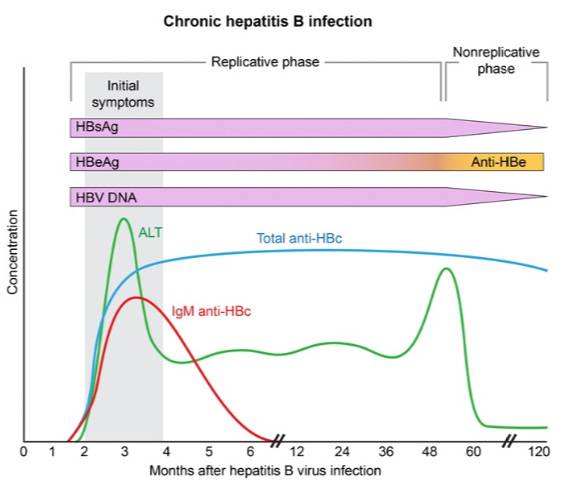 Chronic hepatitis B infection
Replicative phase
Nonreplicative
phase
Initial
symptoms
HBsAg
HBeAg
Anti-HBe
HBV DNA
ALT
Total anti-HBc
IgM anti-HBc
Concentration
0 1 2 3 4 5 6 12 24 36 48 60 120
Months after hepatitis B virus infection